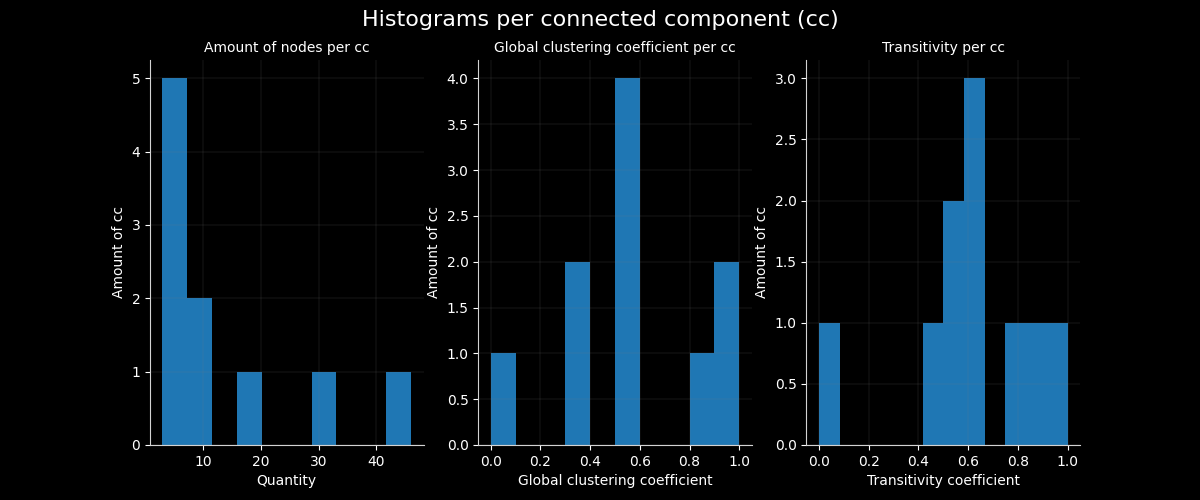 Histograms per connected component (cc)
Amount of nodes per cc
5
4
3
2
1
0
Amount of cc
10 20 30 40
Quantity
Global clustering coefficient per cc
4.0
3.5
3.0
2.5
2.0
1.5
1.0
0.5
0.0
Amount of cc
0.0 0.2 0.4 0.6 0.8 1.0
Global clustering coefficient
Transitivity per cc
3.0
2.5
2.0
1.5
1.0
0.5
0.0
Amount of cc
0.0 0.2 0.4 0.6 0.8 1.0
Transitivity coefficient